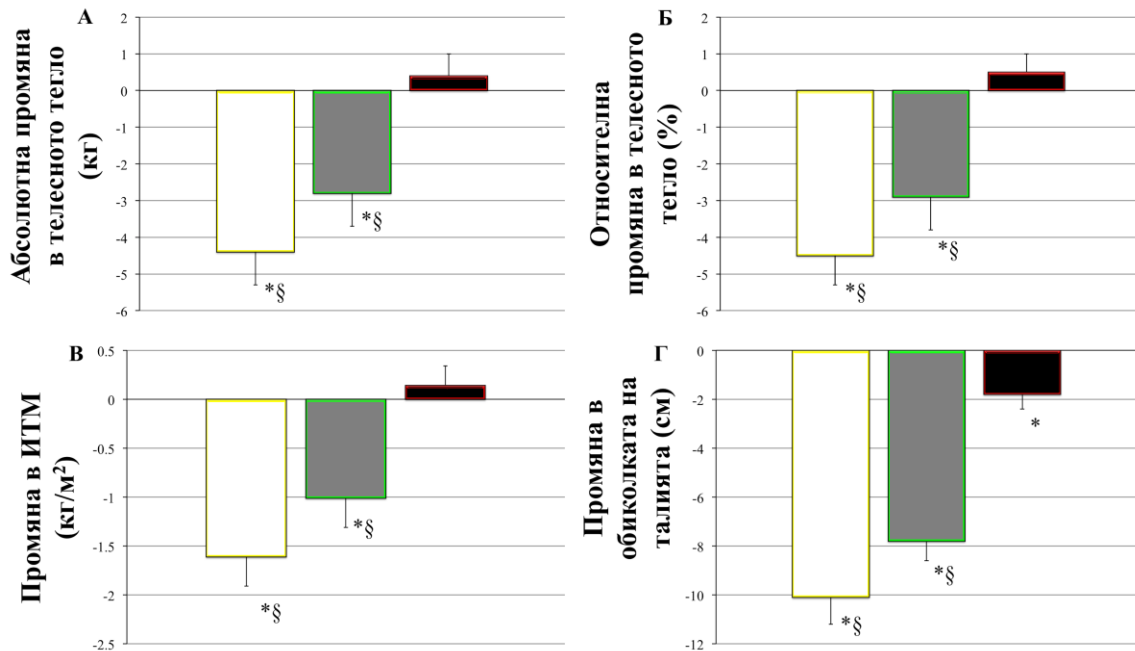 А
Абсолютна промяна
в телесното тегло
(кг)
2
1
0
-1
-2
-3
-4
-5
-6
*§
*§
Б
Относителна
промяна в телесното
тегло (%)
2
1
0
-1
-2
-3
-4
-5
-6
*§
*§
В
Промяна в ИТМ
(кг/м²)
0.5
0
-0.5
-1
-1.5
-2
-2.5
*§
*§
Г
Промяна в
обиколката на
талията (см)
0
-2
-4
-6
-8
-10
-12
*§
*§
*